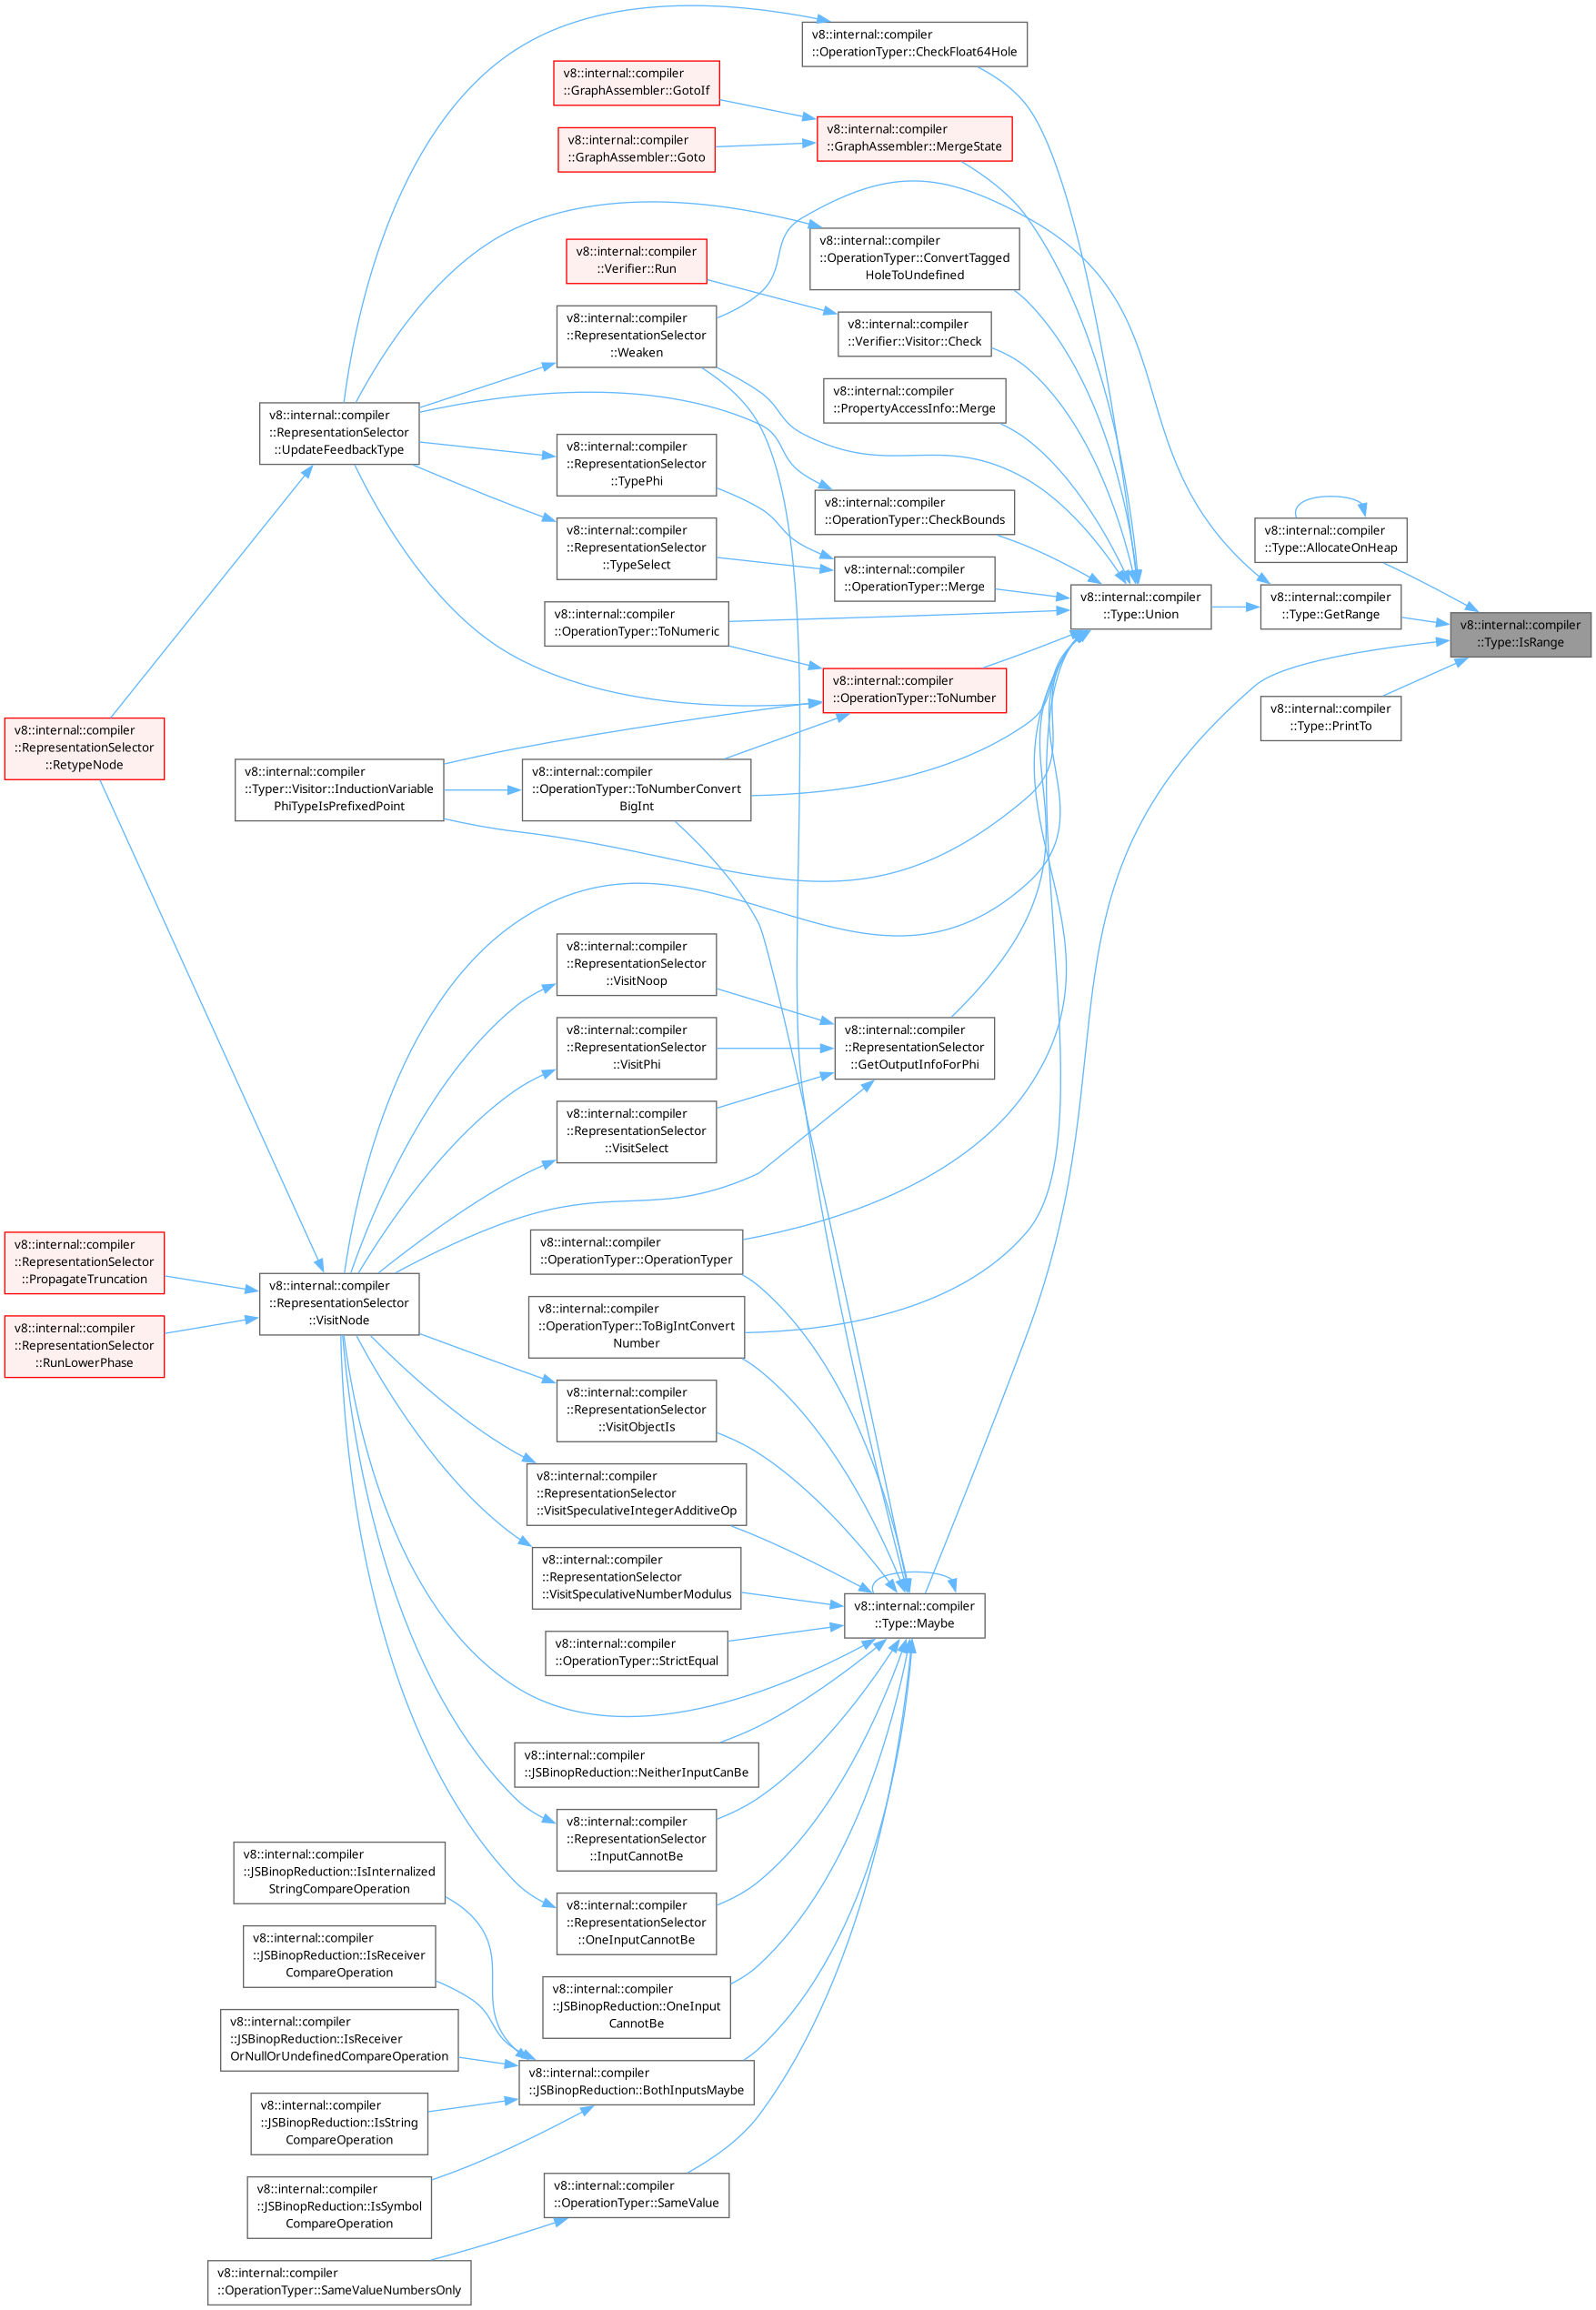 v8::internal::compiler
::OperationTyper::CheckFloat64Hole
v8::internal::compiler
::GraphAssembler::GotoIf
v8::internal::compiler
::GraphAssembler::MergeState
v8::internal::compiler
::GraphAssembler::Goto
v8::internal::compiler
::OperationTyper::ConvertTagged
HoleToUndefined
v8::internal::compiler
::Verifier::Run
v8::internal::compiler
::RepresentationSelector
::Weaken
v8::internal::compiler
::Verifier::Visitor::Check
v8::internal::compiler
::PropertyAccessInfo::Merge
v8::internal::compiler
::RepresentationSelector
::UpdateFeedbackType
v8::internal::compiler
::RepresentationSelector
::TypePhi
v8::internal::compiler
::OperationTyper::CheckBounds
v8::internal::compiler
::Type::AllocateOnHeap
v8::internal::compiler
::RepresentationSelector
::TypeSelect
v8::internal::compiler
::OperationTyper::Merge
v8::internal::compiler
::Type::Union
v8::internal::compiler
::Type::GetRange
v8::internal::compiler
::Type::IsRange
v8::internal::compiler
::OperationTyper::ToNumeric
v8::internal::compiler
::OperationTyper::ToNumber
v8::internal::compiler
::Type::PrintTo
v8::internal::compiler
::RepresentationSelector
::RetypeNode
v8::internal::compiler
::Typer::Visitor::InductionVariable
PhiTypeIsPrefixedPoint
v8::internal::compiler
::OperationTyper::ToNumberConvert
BigInt
v8::internal::compiler
::RepresentationSelector
::VisitNoop
v8::internal::compiler
::RepresentationSelector
::VisitPhi
v8::internal::compiler
::RepresentationSelector
::GetOutputInfoForPhi
v8::internal::compiler
::RepresentationSelector
::VisitSelect
v8::internal::compiler
::RepresentationSelector
::PropagateTruncation
v8::internal::compiler
::OperationTyper::OperationTyper
v8::internal::compiler
::RepresentationSelector
::VisitNode
v8::internal::compiler
::RepresentationSelector
::RunLowerPhase
v8::internal::compiler
::OperationTyper::ToBigIntConvert
Number
v8::internal::compiler
::RepresentationSelector
::VisitObjectIs
v8::internal::compiler
::RepresentationSelector
::VisitSpeculativeIntegerAdditiveOp
v8::internal::compiler
::RepresentationSelector
::VisitSpeculativeNumberModulus
v8::internal::compiler
::Type::Maybe
v8::internal::compiler
::OperationTyper::StrictEqual
v8::internal::compiler
::JSBinopReduction::NeitherInputCanBe
v8::internal::compiler
::RepresentationSelector
::InputCannotBe
v8::internal::compiler
::JSBinopReduction::IsInternalized
StringCompareOperation
v8::internal::compiler
::RepresentationSelector
::OneInputCannotBe
v8::internal::compiler
::JSBinopReduction::IsReceiver
CompareOperation
v8::internal::compiler
::JSBinopReduction::OneInput
CannotBe
v8::internal::compiler
::JSBinopReduction::IsReceiver
OrNullOrUndefinedCompareOperation
v8::internal::compiler
::JSBinopReduction::BothInputsMaybe
v8::internal::compiler
::JSBinopReduction::IsString
CompareOperation
v8::internal::compiler
::JSBinopReduction::IsSymbol
CompareOperation
v8::internal::compiler
::OperationTyper::SameValue
v8::internal::compiler
::OperationTyper::SameValueNumbersOnly